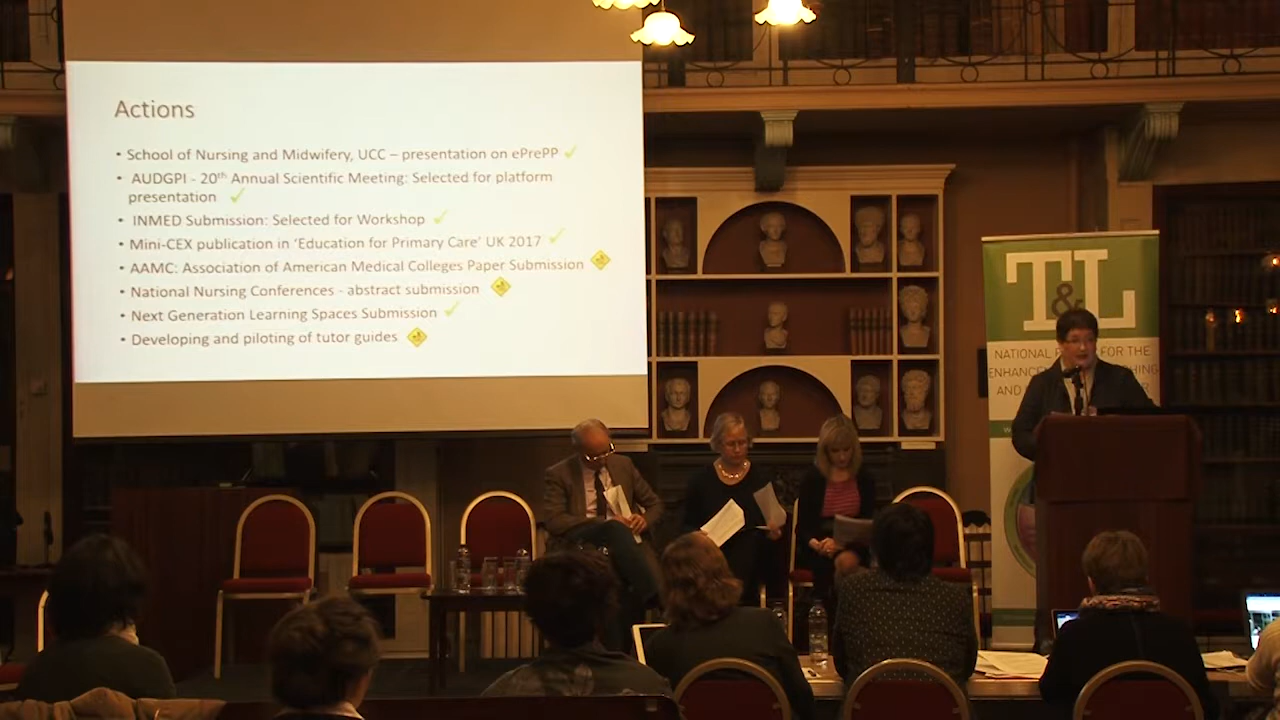 Actions
• School of Nursing and Midwifery, UCC – presentation on ePrePP
• AUDGPI - 20th Annual Scientific Meeting: Selected for platform
presentation
• INMED Submission: Selected for Workshop
• Mini-CEX publication in ‘Education for Primary Care’ UK 2017
• AAMC: Association of American Medical Colleges Paper Submission
• National Nursing Conferences - abstract submission
• Next Generation Learning Spaces Submission
• Developing and piloting of tutor guides
T&L
NATIONAL FOR THE
AND